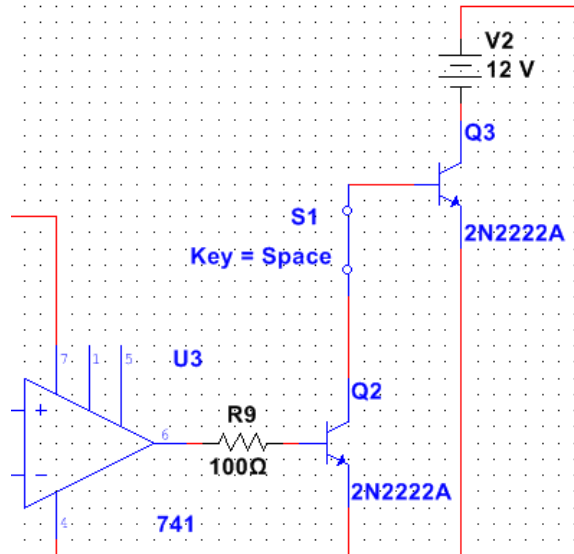 V2
12 V
Q3
S1
2N2222A
Key = Space
7
1
5
U3
Q2
R9
6
100Ω
2N2222A
4
741